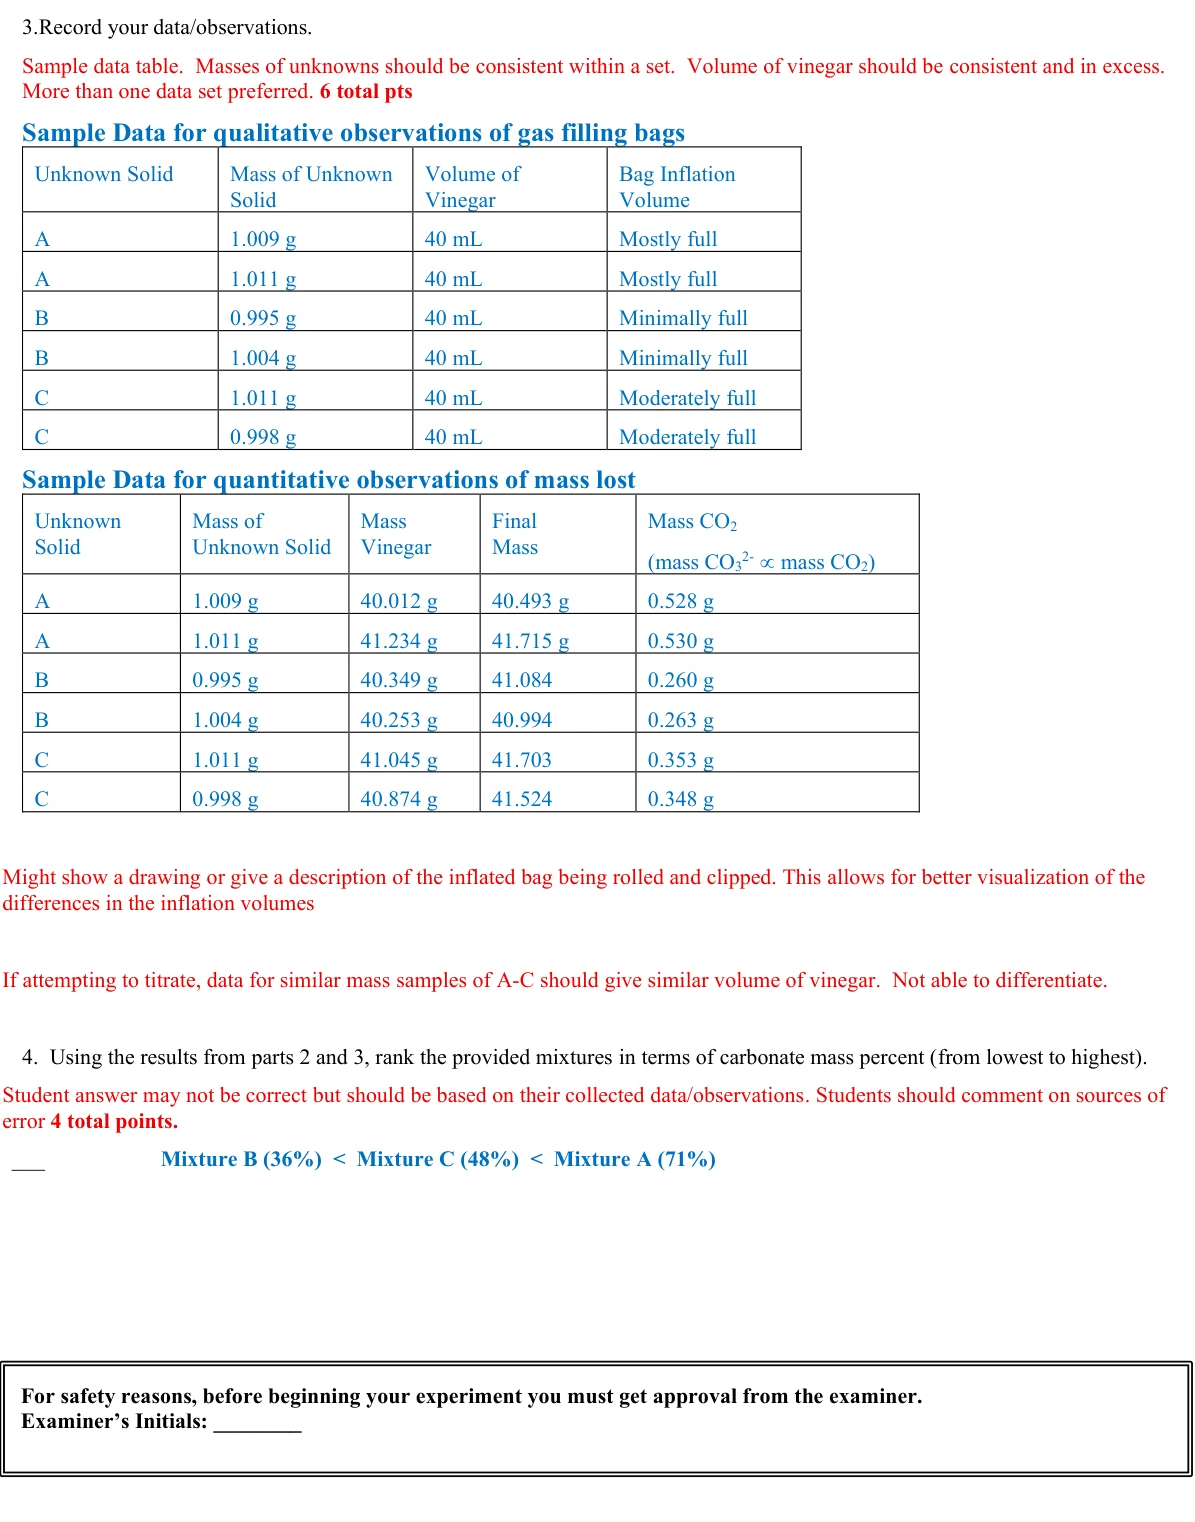 3.Record your data/observations.
Sample data table.  Masses of unknowns should be consistent within a set.  Volume of vinegar should be consistent and in excess.
More than one data set preferred. 6 total pts
Sample Data for qualitative observations of gas filling bags
Unknown Solid | Mass of Unknown Solid | Volume of Vinegar | Bag Inflation Volume
A | 1.009 g | 40 mL | Mostly full
A | 1.011 g | 40 mL | Mostly full
B | 0.995 g | 40 mL | Minimally full
B | 1.004 g | 40 mL | Minimally full
C | 1.011 g | 40 mL | Moderately full
C | 0.998 g | 40 mL | Moderately full
Sample Data for quantitative observations of mass lost
Unknown Solid | Mass of Unknown Solid | Mass Vinegar | Final Mass | Mass CO₂ (mass CO₃²⁻ ∝ mass CO₂)
A | 1.009 g | 40.012 g | 40.493 g | 0.528 g
A | 1.011 g | 41.234 g | 41.715 g | 0.530 g
B | 0.995 g | 40.349 g | 41.084 | 0.260 g
B | 1.004 g | 40.253 g | 40.994 | 0.263 g
C | 1.011 g | 41.045 g | 41.703 | 0.353 g
C | 0.998 g | 40.874 g | 41.524 | 0.348 g
Might show a drawing or give a description of the inflated bag being rolled and clipped. This allows for better visualization of the
differences in the inflation volumes
If attempting to titrate, data for similar mass samples of A-C should give similar volume of vinegar.  Not able to differentiate.
4.  Using the results from parts 2 and 3, rank the provided mixtures in terms of carbonate mass percent (from lowest to highest).
Student answer may not be correct but should be based on their collected data/observations. Students should comment on sources of
error 4 total points.
___ Mixture B (36%)  <  Mixture C (48%)  <  Mixture A (71%)
For safety reasons, before beginning your experiment you must get approval from the examiner.
Examiner’s Initials: ________